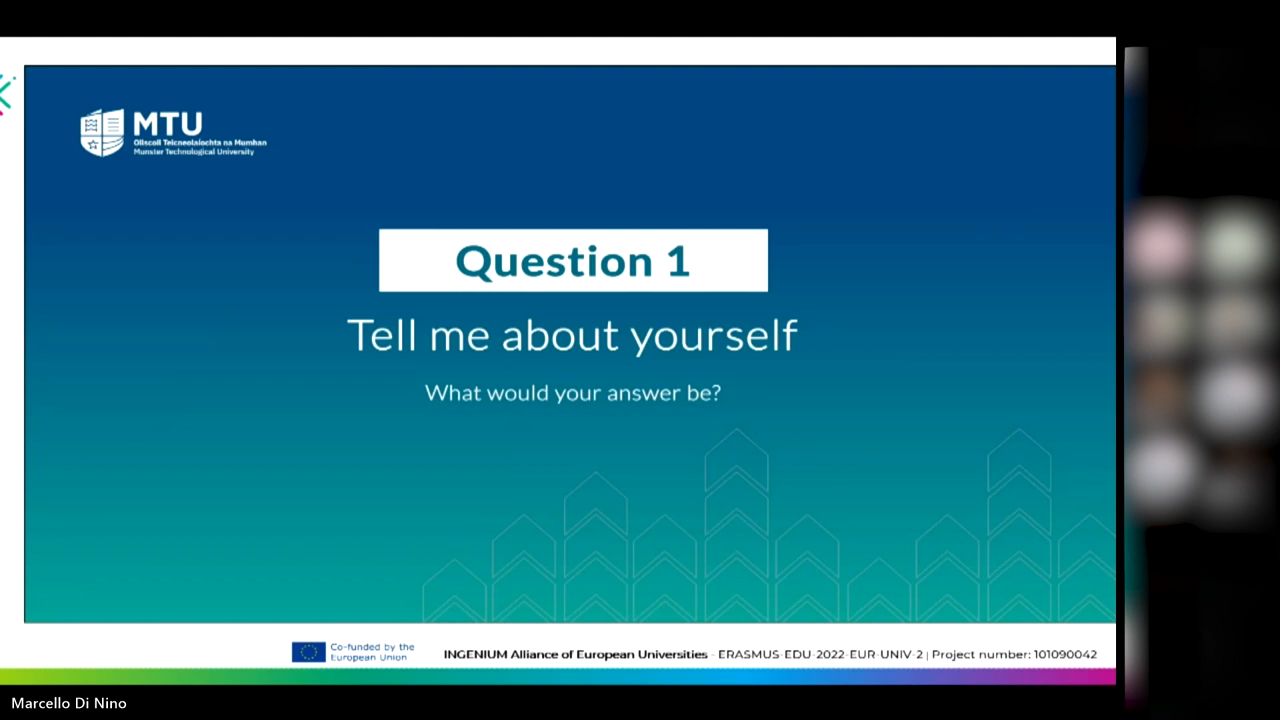 MTU
Ollscoil Teicneolaíochta na Mumhan
Munster Technological University
Question 1
Tell me about yourself
What would your answer be?
Co-funded by the
European Union
INGENIUM Alliance of European Universities - ERASMUS-EDU-2022-EUR-UNIV-2 | Project number: 101090042
Marcello Di Nino